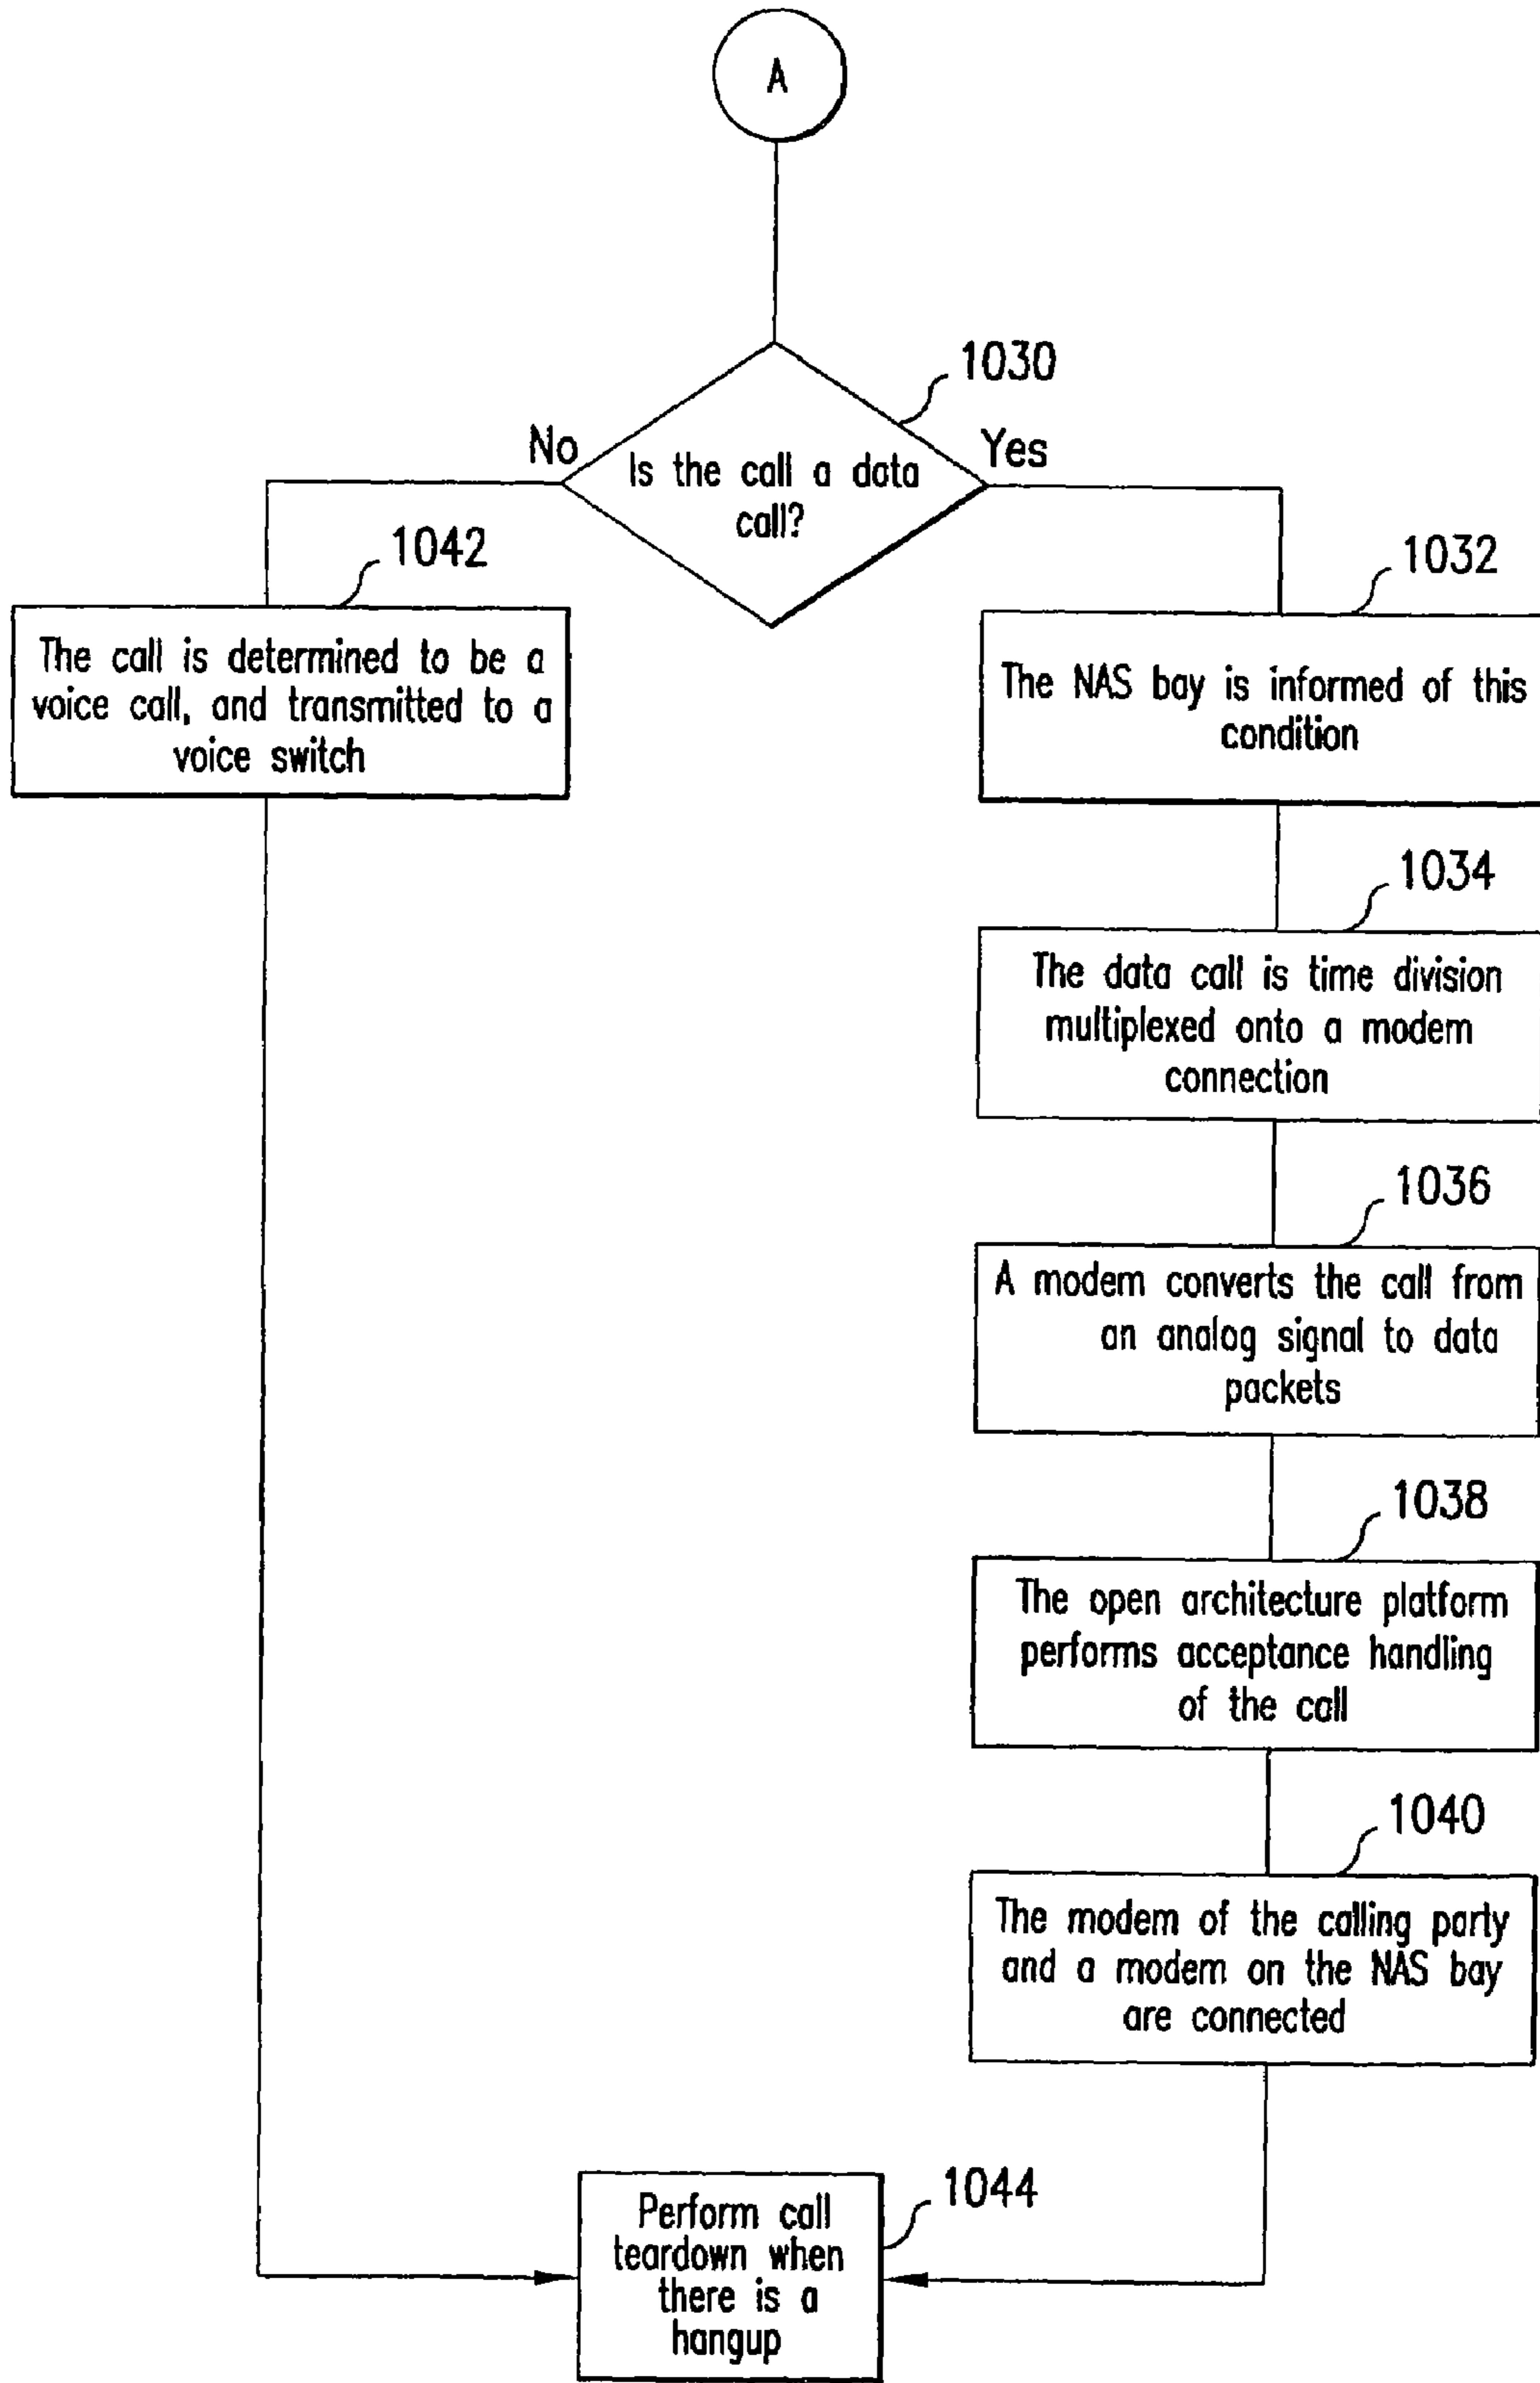 A
1030
No
Yes
Is the call a data
call?
1042
The call is determined to be a
voice call, and transmitted to a
voice switch
1032
The NAS bay is informed of this
condition
1034
The data call is time division
multiplexed onto a modem
connection
1036
A modem converts the call from
an analog signal to data
packets
1038
The open architecture platform
performs acceptance handling
of the call
1040
The modem of the calling party
and a modem on the NAS bay
are connected
1044
Perform call
teardown when
there is a
hangup